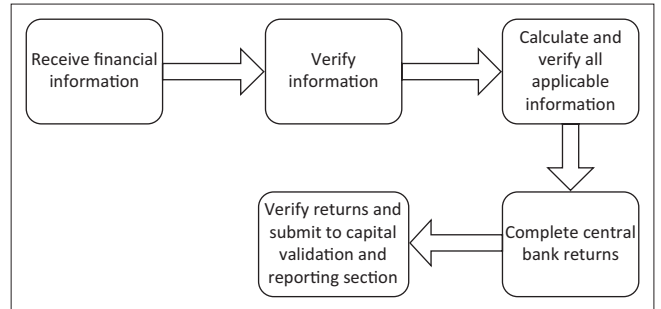 Receive financial
information
Verify
information
Calculate and
verify all
applicable
information
Complete central
bank returns
Verify returns and
submit to capital
validation and
reporting section